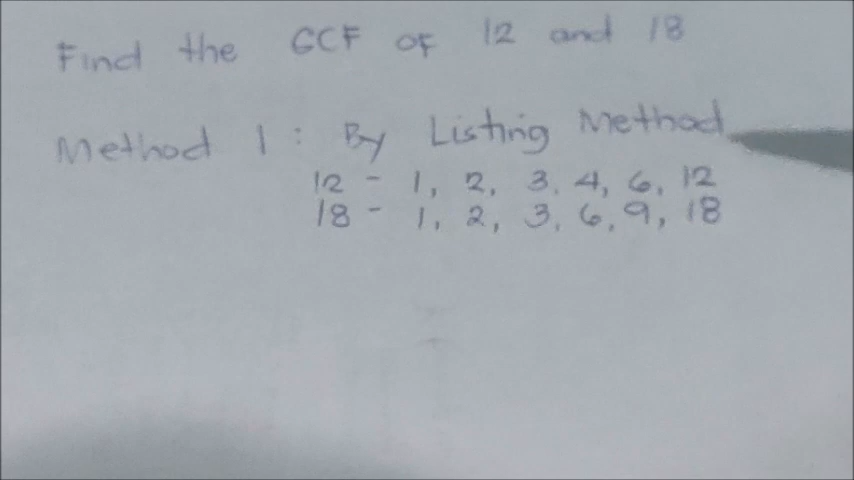 Find the GCF of 12 and 18
Method 1: By Listing Method
12 - 1, 2, 3, 4, 6, 12
18 - 1, 2, 3, 6, 9, 18